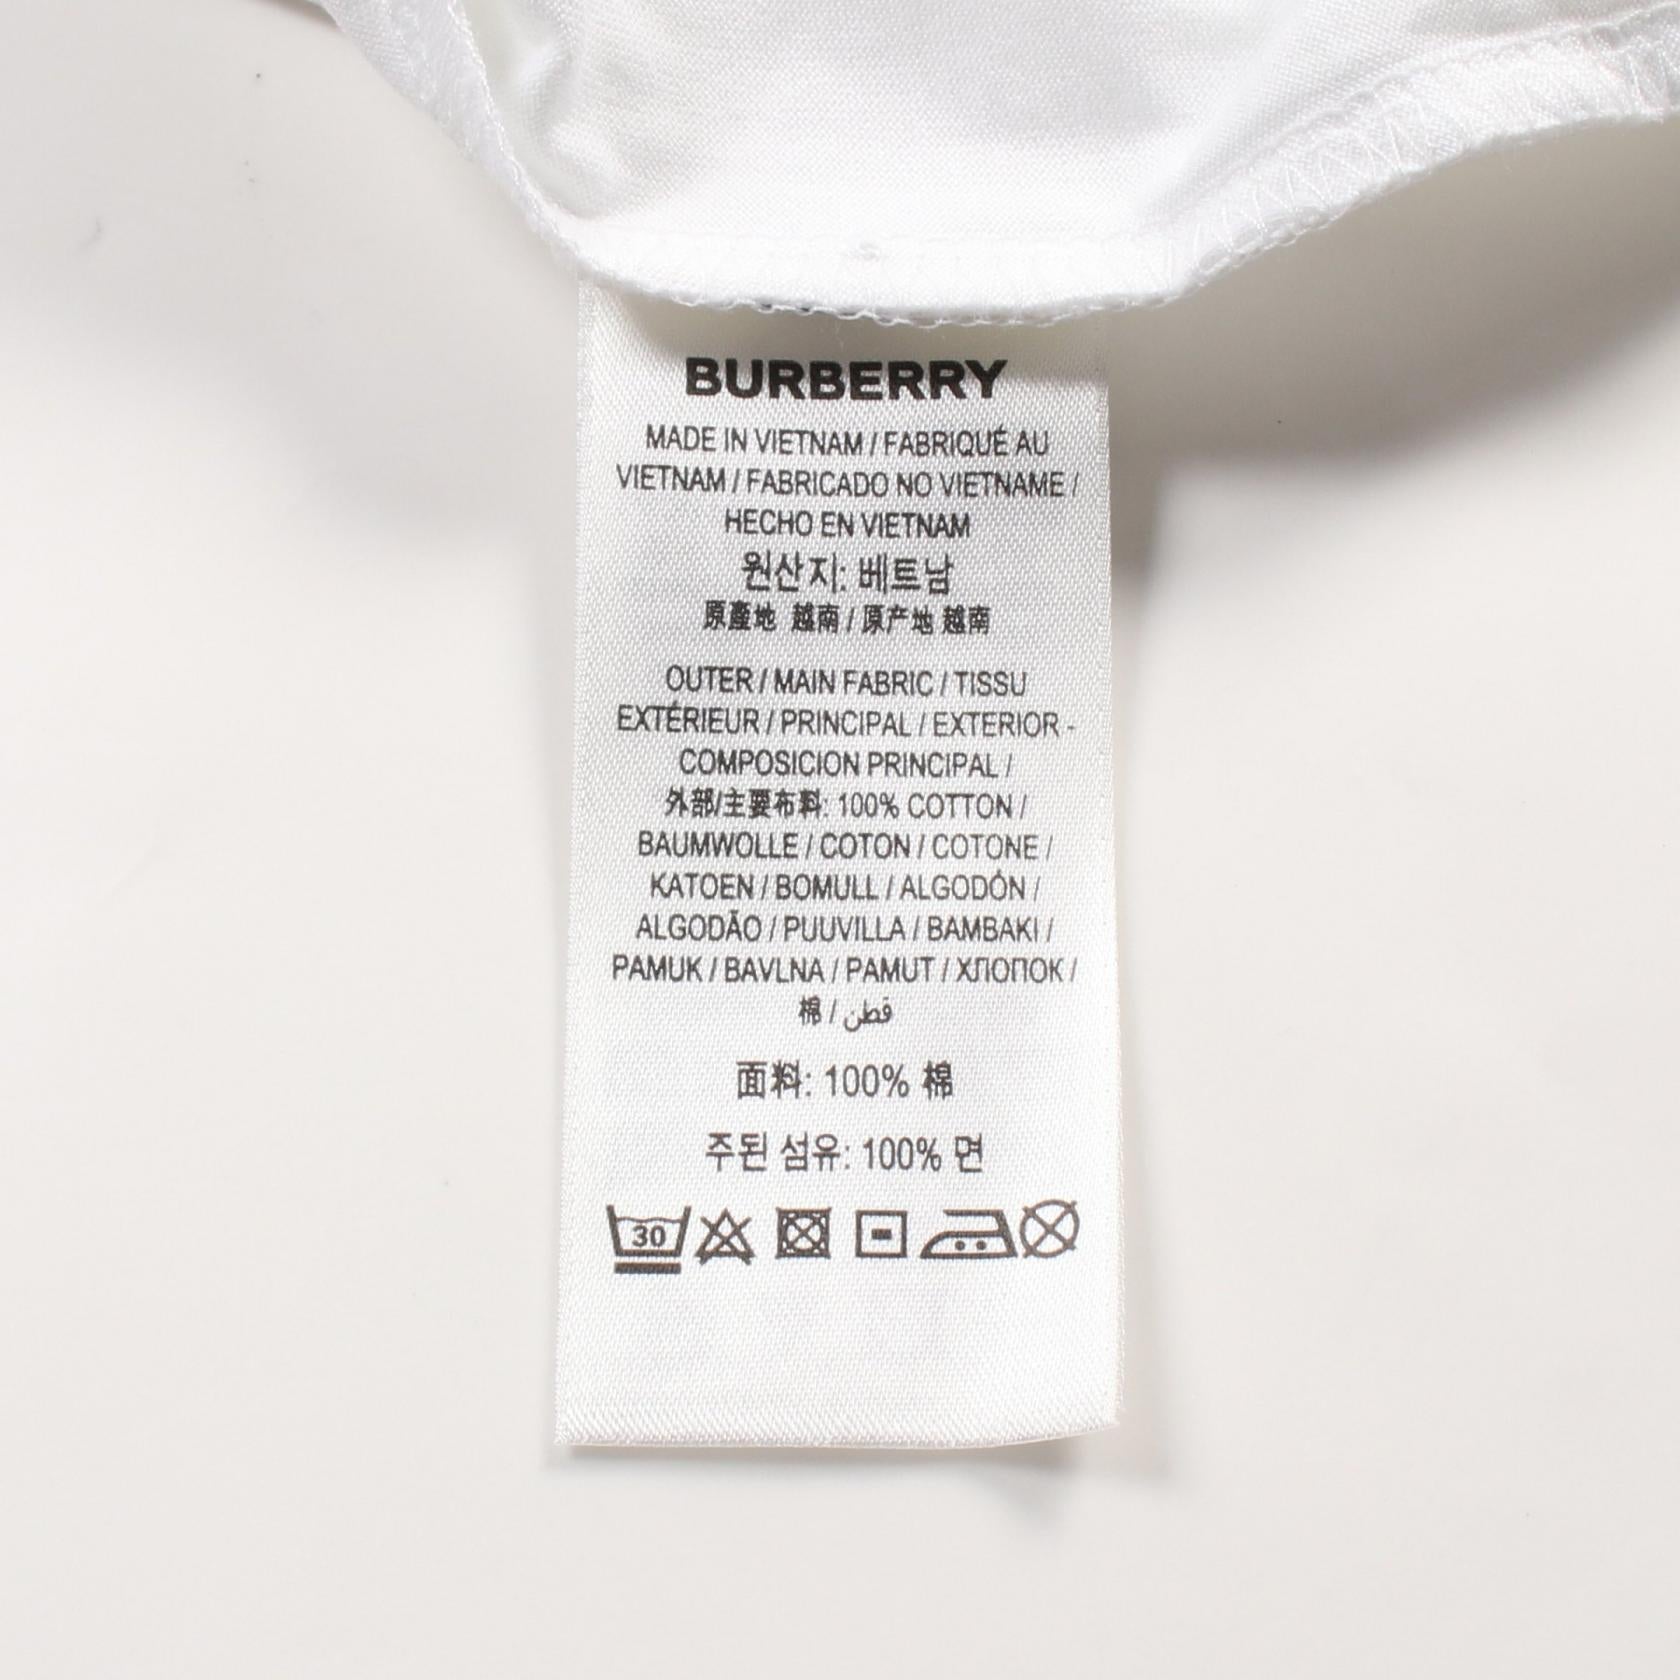 BURBERRY
MADE IN VIETNAM / FABRIQUÉ AU
VIETNAM / FABRICADO NO VIETNAME /
HECHO EN VIETNAM
원산지: 베트남
原產地 越南 / 原产地 越南
OUTER / MAIN FABRIC / TISSU
EXTÉRIEUR / PRINCIPAL / EXTERIOR -
COMPOSICION PRINCIPAL /
外部/主要布料: 100% COTTON /
BAUMWOLLE / COTON / COTONE /
KATOEN / BOMULL / ALGODÓN /
ALGODÃO / PUUVILLA / BAMBAKI /
PAMUK / BAVLNA / PAMUT / ХЛОПОК /
棉 / قطن
面料: 100% 棉
주된 섬유: 100% 면
30